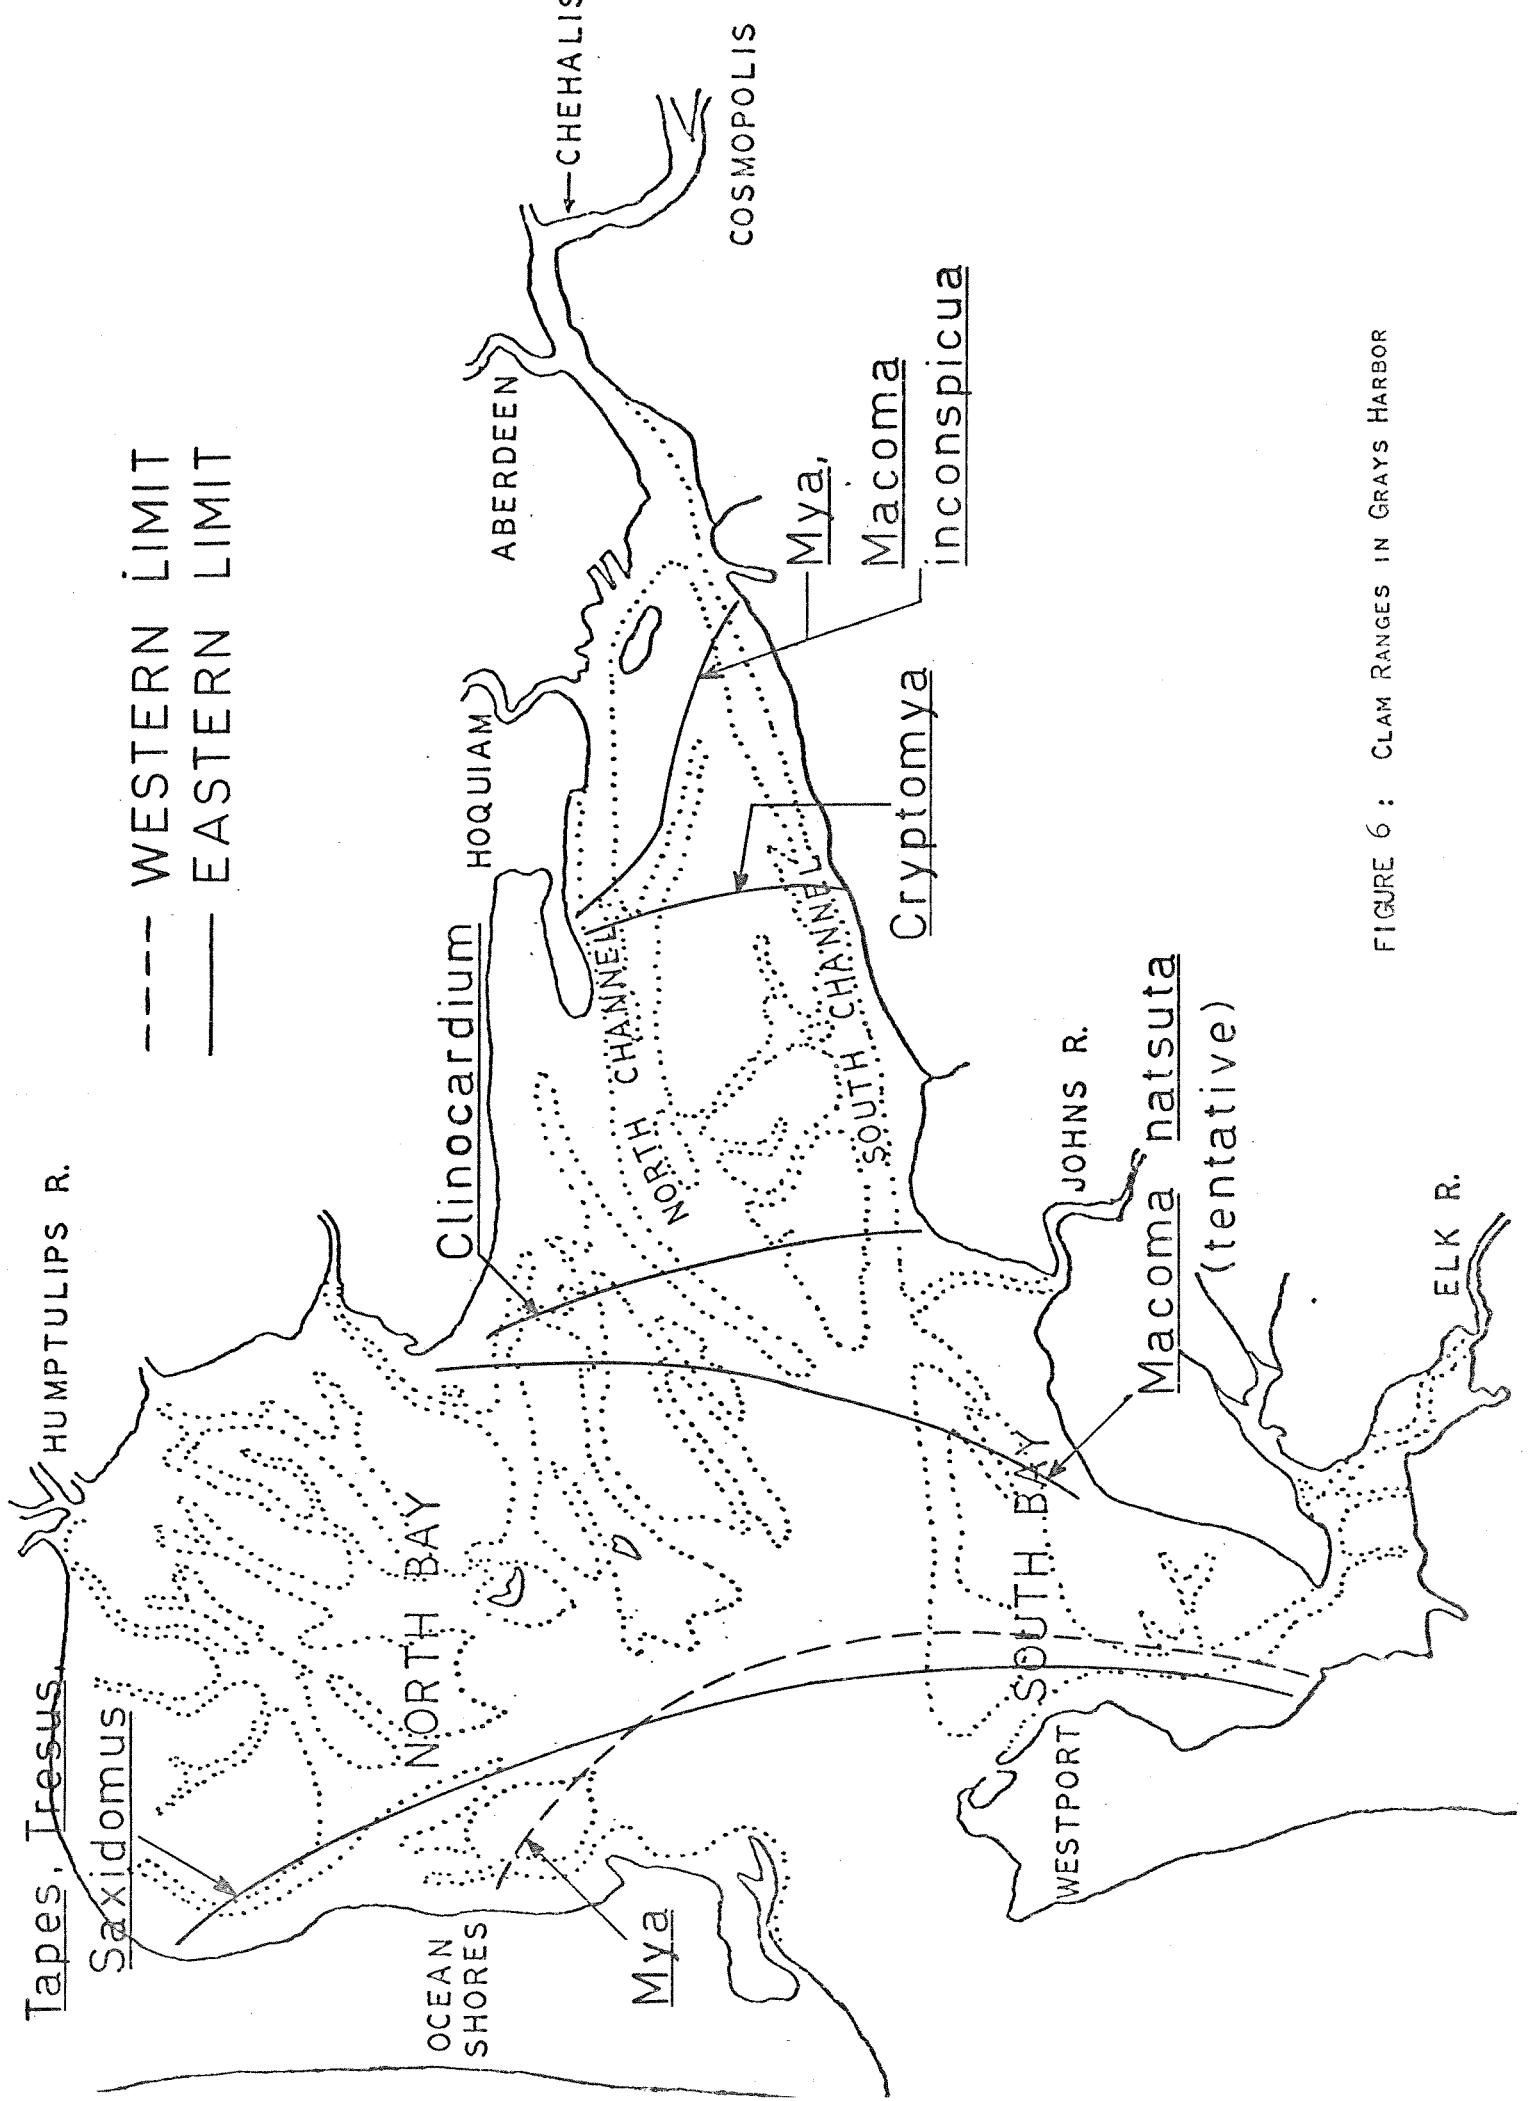 WESTERN LIMIT
EASTERN LIMIT
HUMPTULIPS R.
Tapes, Tresus,
Saxidomus
Clinocardium
HOQUIAM
ABERDEEN
CHEHALIS
COSMOPOLIS
OCEAN
SHORES
NORTH BAY
NORTH CHANNEL
CHANNEL
SOUTH CHANNEL
CHANNEL
Mya
Mya,
Macoma
inconspicua
Cryptomya
SOUTH BAY
WESTPORT
JOHNS R.
Macoma natsuta
(tentative)
ELK R.
FIGURE 6 : CLAM RANGES IN GRAYS HARBOR